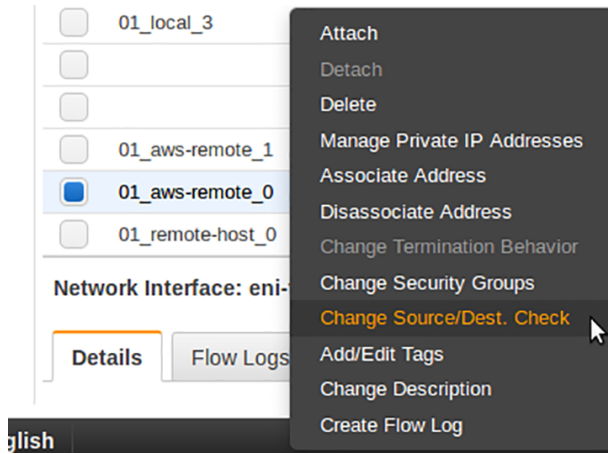 01_local_3
01_aws-remote_1
01_aws-remote_0
01_remote-host_0
Network Interface: eni-
Details
Flow Logs
glish
Attach
Detach
Delete
Manage Private IP Addresses
Associate Address
Disassociate Address
Change Termination Behavior
Change Security Groups
Change Source/Dest. Check
Add/Edit Tags
Change Description
Create Flow Log